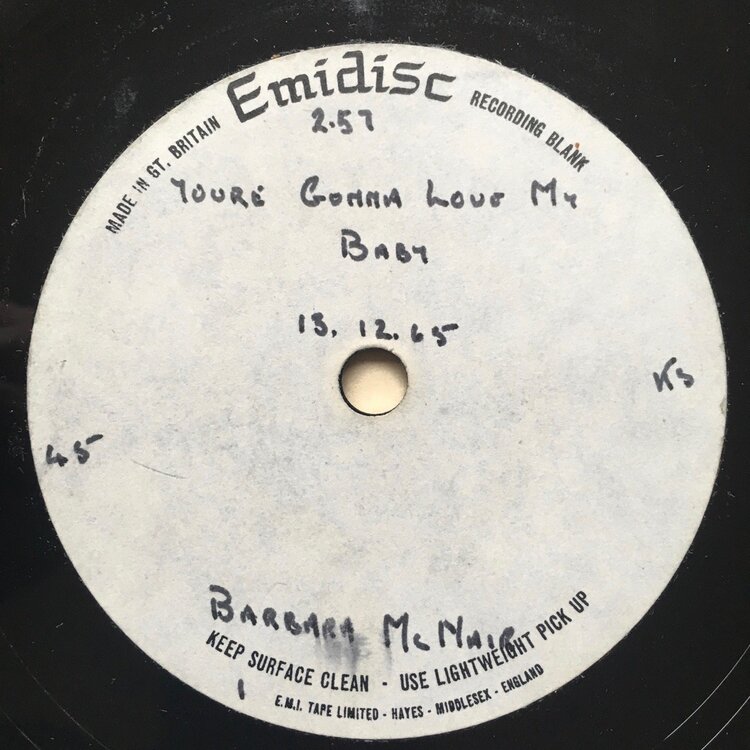 Emidisc
MADE IN GT. BRITAIN
RECORDING BLANK
2.57
YOURE GONNA LOVE MY
BABY
13.12.65
45
KS
BARBARA MCNAIR
KEEP SURFACE CLEAN - USE LIGHTWEIGHT PICK UP
E.M.I. TAPE LIMITED - HAYES - MIDDLESEX - ENGLAND